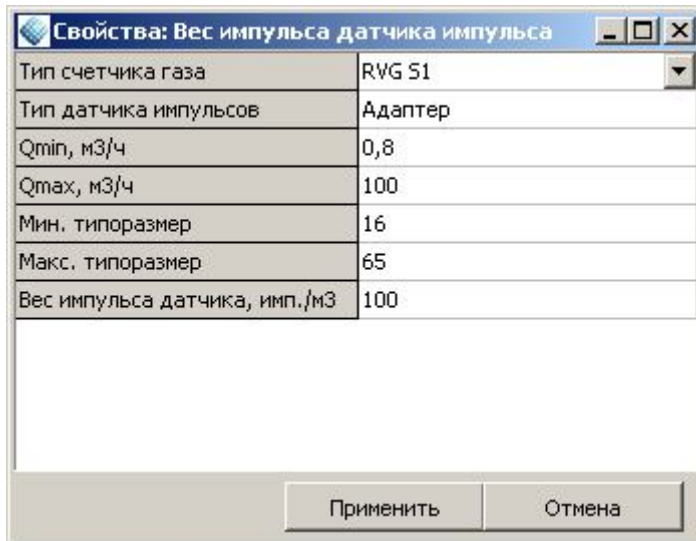 Свойства: Вес импульса датчика импульса
Тип счетчика газа RVG S1
Тип датчика импульсов Адаптер
Qmin, м3/ч 0,8
Qmax, м3/ч 100
Мин. типоразмер 16
Макс. типоразмер 65
Вес импульса датчика, имп./м3 100
Применить Отмена